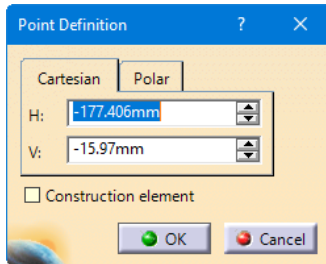 Point Definition ? ×
Cartesian Polar
H: -177.406mm
V: -15.97mm
Construction element
OK Cancel